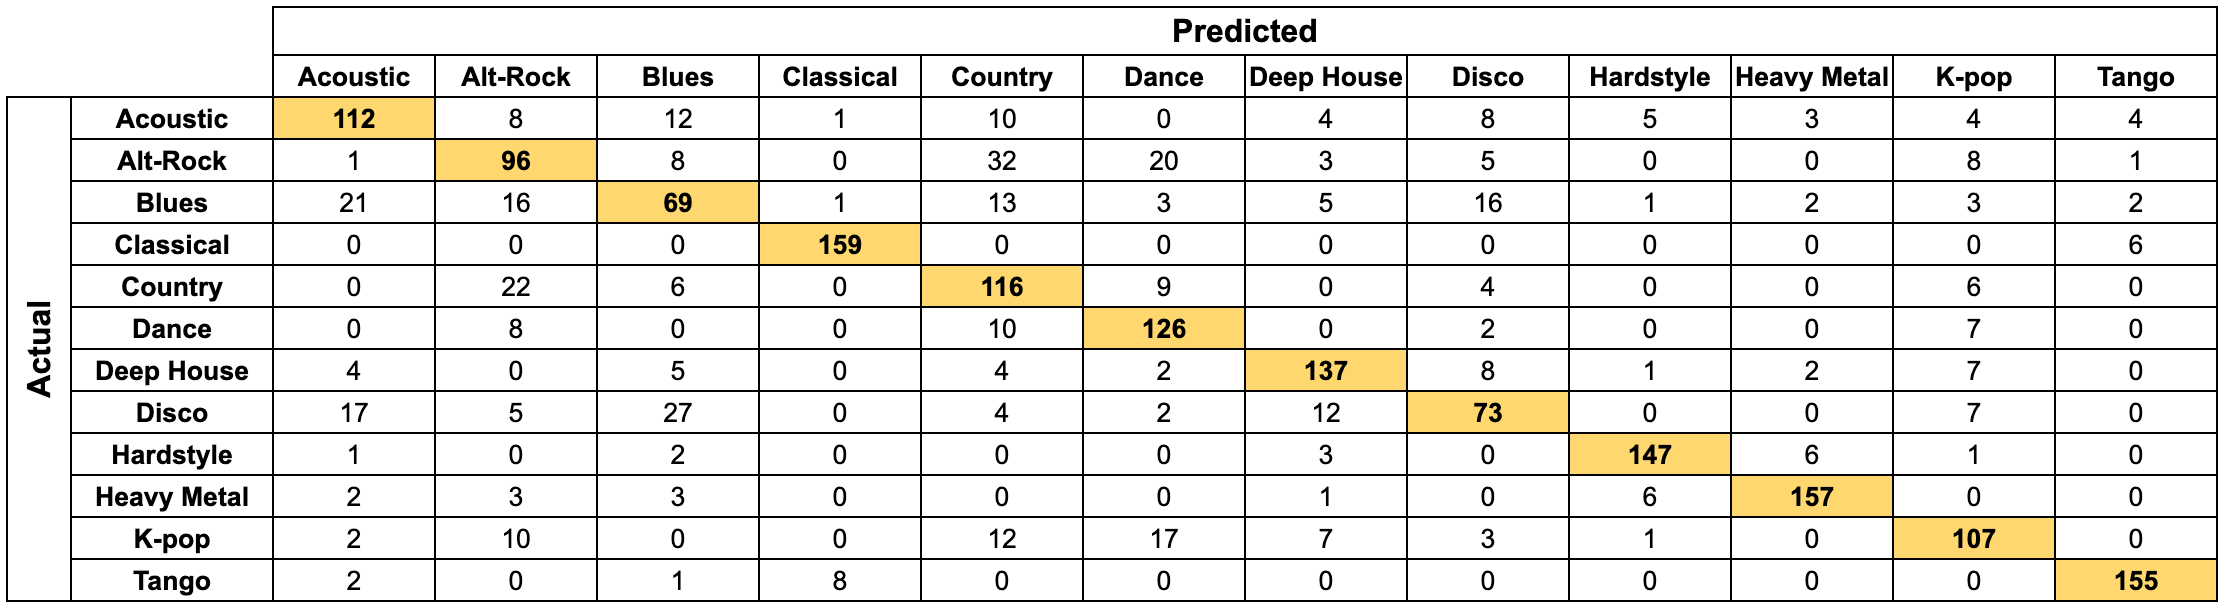 Predicted
Acoustic Alt-Rock Blues Classical Country Dance Deep House Disco Hardstyle Heavy Metal K-pop Tango
Actual
Acoustic 112 8 12 1 10 0 4 8 5 3 4 4
Alt-Rock 1 96 8 0 32 20 3 5 0 0 8 1
Blues 21 16 69 1 13 3 5 16 1 2 3 2
Classical 0 0 0 159 0 0 0 0 0 0 0 6
Country 0 22 6 0 116 9 0 4 0 0 6 0
Dance 0 8 0 0 10 126 0 2 0 0 7 0
Deep House 4 0 5 0 4 2 137 8 1 2 7 0
Disco 17 5 27 0 4 2 12 73 0 0 7 0
Hardstyle 1 0 2 0 0 0 3 0 147 6 1 0
Heavy Metal 2 3 3 0 0 0 1 0 6 157 0 0
K-pop 2 10 0 0 12 17 7 3 1 0 107 0
Tango 2 0 1 8 0 0 0 0 0 0 0 155